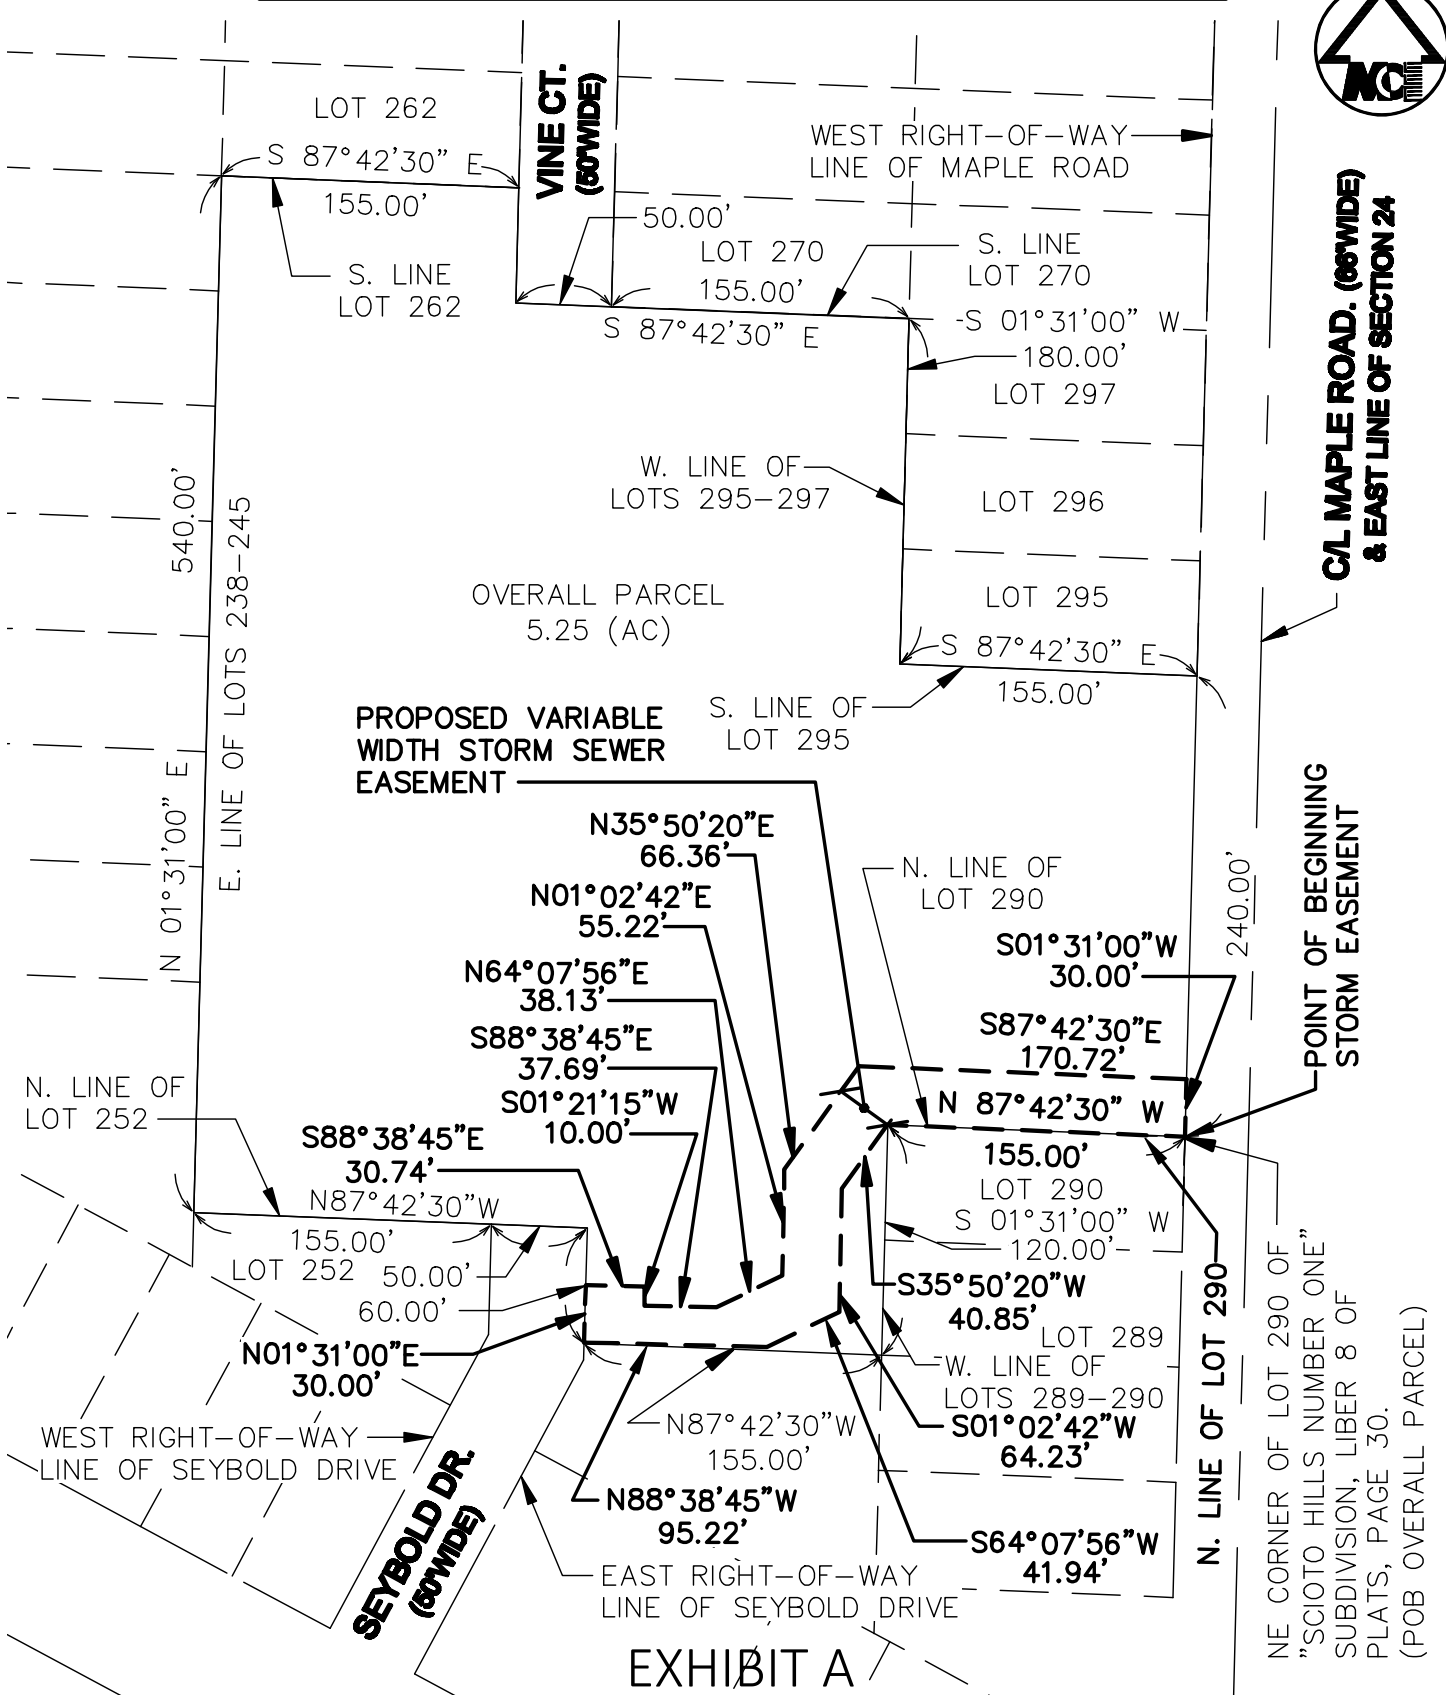 LOT 262
S 87°42'30" E
155.00'
S. LINE
LOT 262
VINE CT.
(50'WIDE)
50.00'
LOT 270
155.00'
S 87°42'30" E
S. LINE
LOT 270
WEST RIGHT-OF-WAY
LINE OF MAPLE ROAD
NCI
C/L MAPLE ROAD. (66'WIDE)
& EAST LINE OF SECTION 24
S 01°31'00" W
180.00'
LOT 297
W. LINE OF
LOTS 295-297
LOT 296
LOT 295
S 87°42'30" E
155.00'
S. LINE OF
LOT 295
540.00'
N 01°31'00" E
E. LINE OF LOTS 238-245
OVERALL PARCEL
5.25 (AC)
PROPOSED VARIABLE
WIDTH STORM SEWER
EASEMENT
N35°50'20"E
66.36'
N01°02'42"E
55.22'
N64°07'56"E
38.13'
S88°38'45"E
37.69'
S01°21'15"W
10.00'
S88°38'45"E
30.74'
N. LINE OF
LOT 290
S01°31'00"W
30.00'
240.00'
POINT OF BEGINNING
STORM EASEMENT
S87°42'30"E
170.72'
N 87°42'30" W
155.00'
LOT 290
S 01°31'00" W
120.00'
N. LINE OF
LOT 252
N87°42'30"W
155.00'
LOT 252
50.00'
60.00'
N01°31'00"E
30.00'
S35°50'20"W
40.85'
LOT 289
W. LINE OF
LOTS 289-290
S01°02'42"W
64.23'
N87°42'30"W
155.00'
N88°38'45"W
95.22'
S64°07'56"W
41.94'
WEST RIGHT-OF-WAY
LINE OF SEYBOLD DRIVE
SEYBOLD DR.
(50'WIDE)
EAST RIGHT-OF-WAY
LINE OF SEYBOLD DRIVE
N. LINE OF LOT 290
NE CORNER OF LOT 290 OF
"SCIOTO HILLS NUMBER ONE"
SUBDIVISION, LIBER 8 OF
PLATS, PAGE 30.
(POB OVERALL PARCEL)
EXHIBIT A